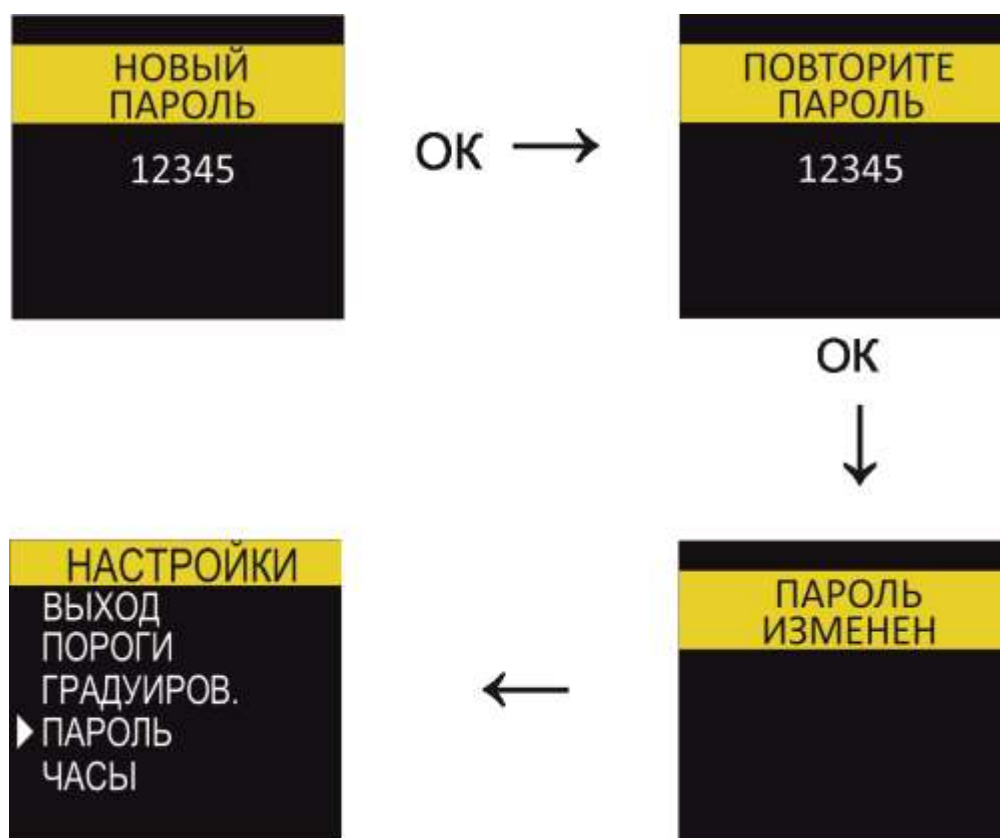 НОВЫЙ
ПАРОЛЬ
12345
ОК →
ПОВТОРИТЕ
ПАРОЛЬ
12345
ОК
↓
ПАРОЛЬ
ИЗМЕНЕН
←
НАСТРОЙКИ
ВЫХОД
ПОРОГИ
ГРАДУИРОВ.
ПАРОЛЬ
ЧАСЫ